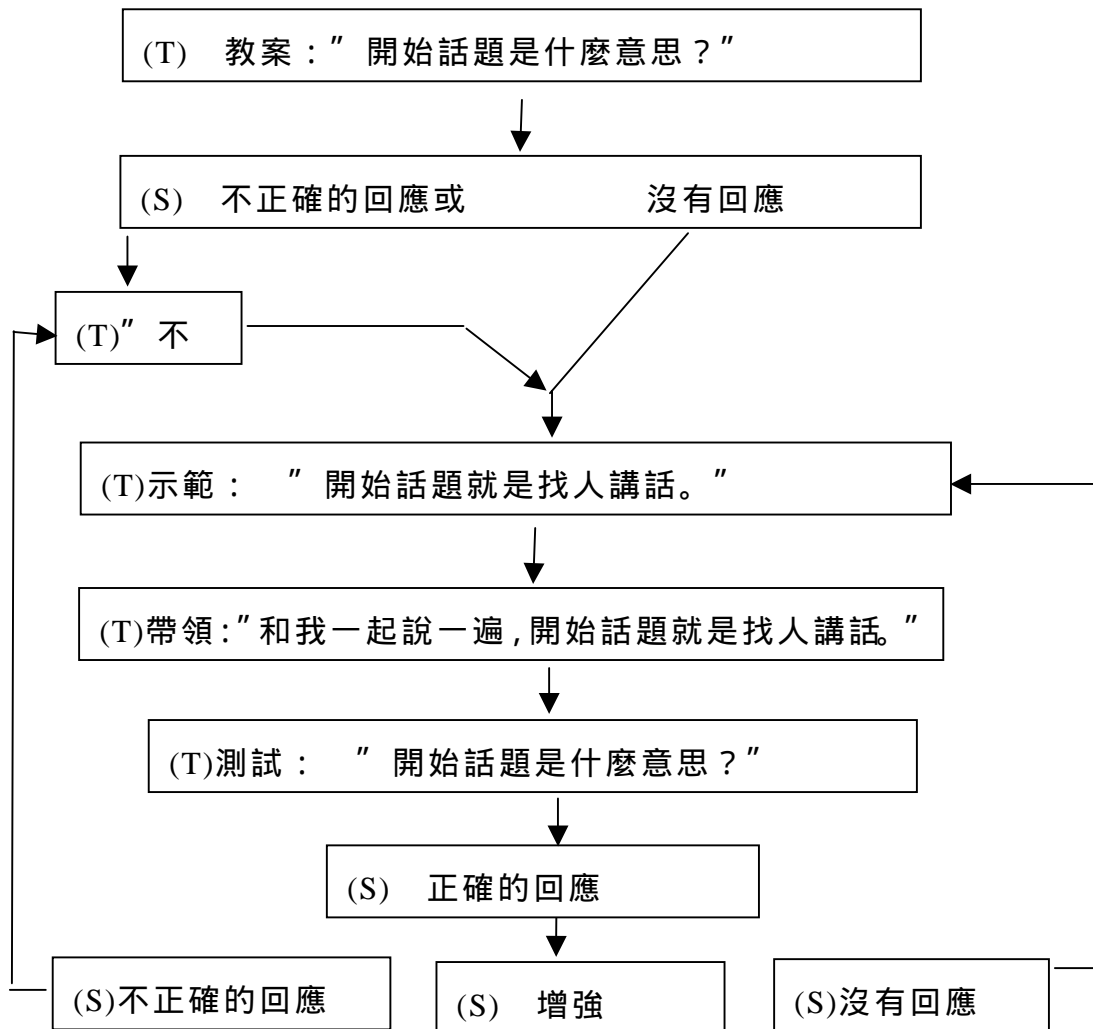 (T) 教案："開始話題是什麼意思？"
(S) 不正確的回應或 沒有回應
(T)" 不
(T)示範： "開始話題就是找人講話。"
(T)帶領："和我一起說一遍,開始話題就是找人講話。"
(T)測試： "開始話題是什麼意思？"
(S) 正確的回應
(S)不正確的回應
(S) 增強
(S)沒有回應